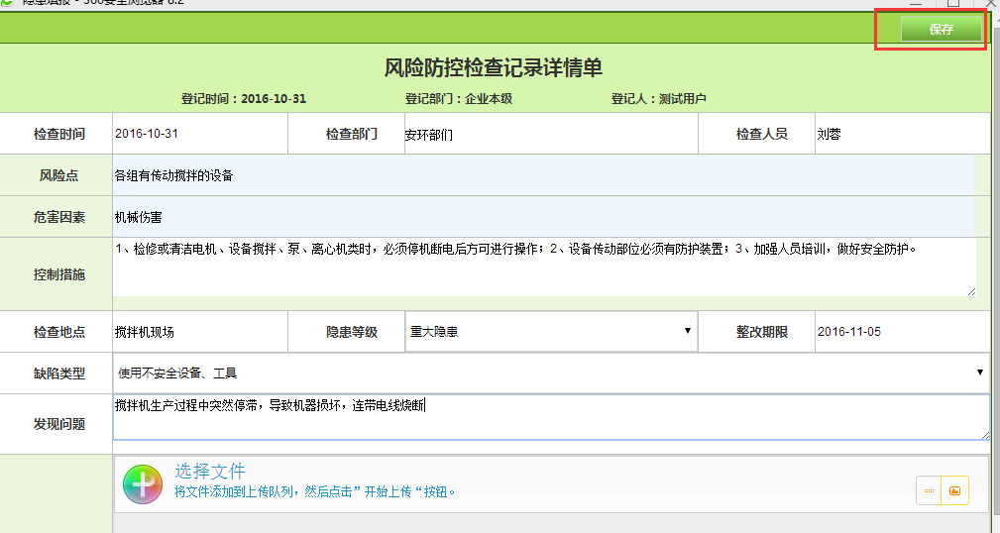 隐患填报 - 360安全浏览器 8.2
保存
风险防控检查记录详情单
登记时间：2016-10-31 登记部门：企业本级 登记人：测试用户
检查时间 2016-10-31 检查部门 安环部们 检查人员 刘蓉
风险点 各组有传动搅拌的设备
危害因素 机械伤害
控制措施 1、检修或清洁电机、设备搅拌、泵、离心机类时，必须停机断电后方可进行操作；2、设备传动部位必须有防护装置；3、加强人员培训，做好安全防护。
检查地点 搅拌机现场 隐患等级 重大隐患 整改期限 2016-11-05
缺陷类型 使用不安全设备、工具
发现问题 搅拌机生产过程中突然停滞，导致机器损坏，连带电线烧断
选择文件
将文件添加到上传队列，然后点击”开始上传“按钮。